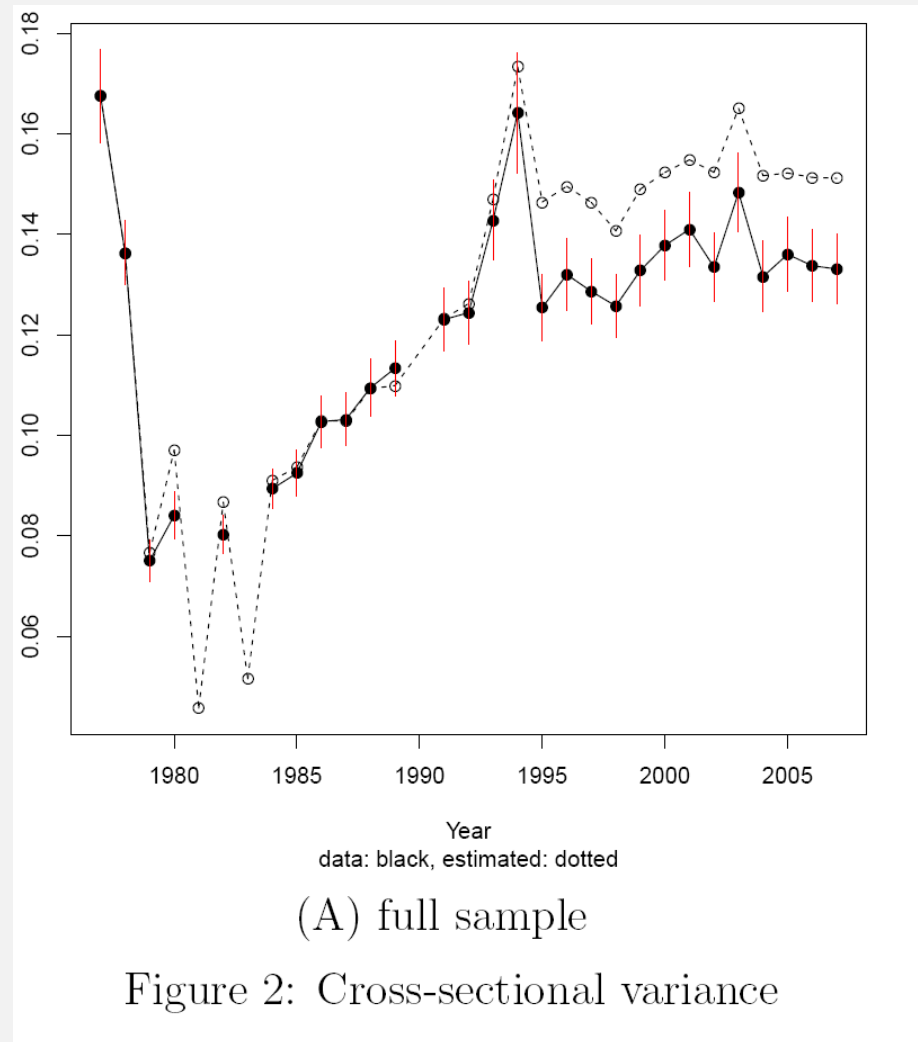 0.18
0.16
0.14
0.12
0.10
0.08
0.06
1980 1985 1990 1995 2000 2005
Year
data: black, estimated: dotted
(A) full sample
Figure 2: Cross-sectional variance